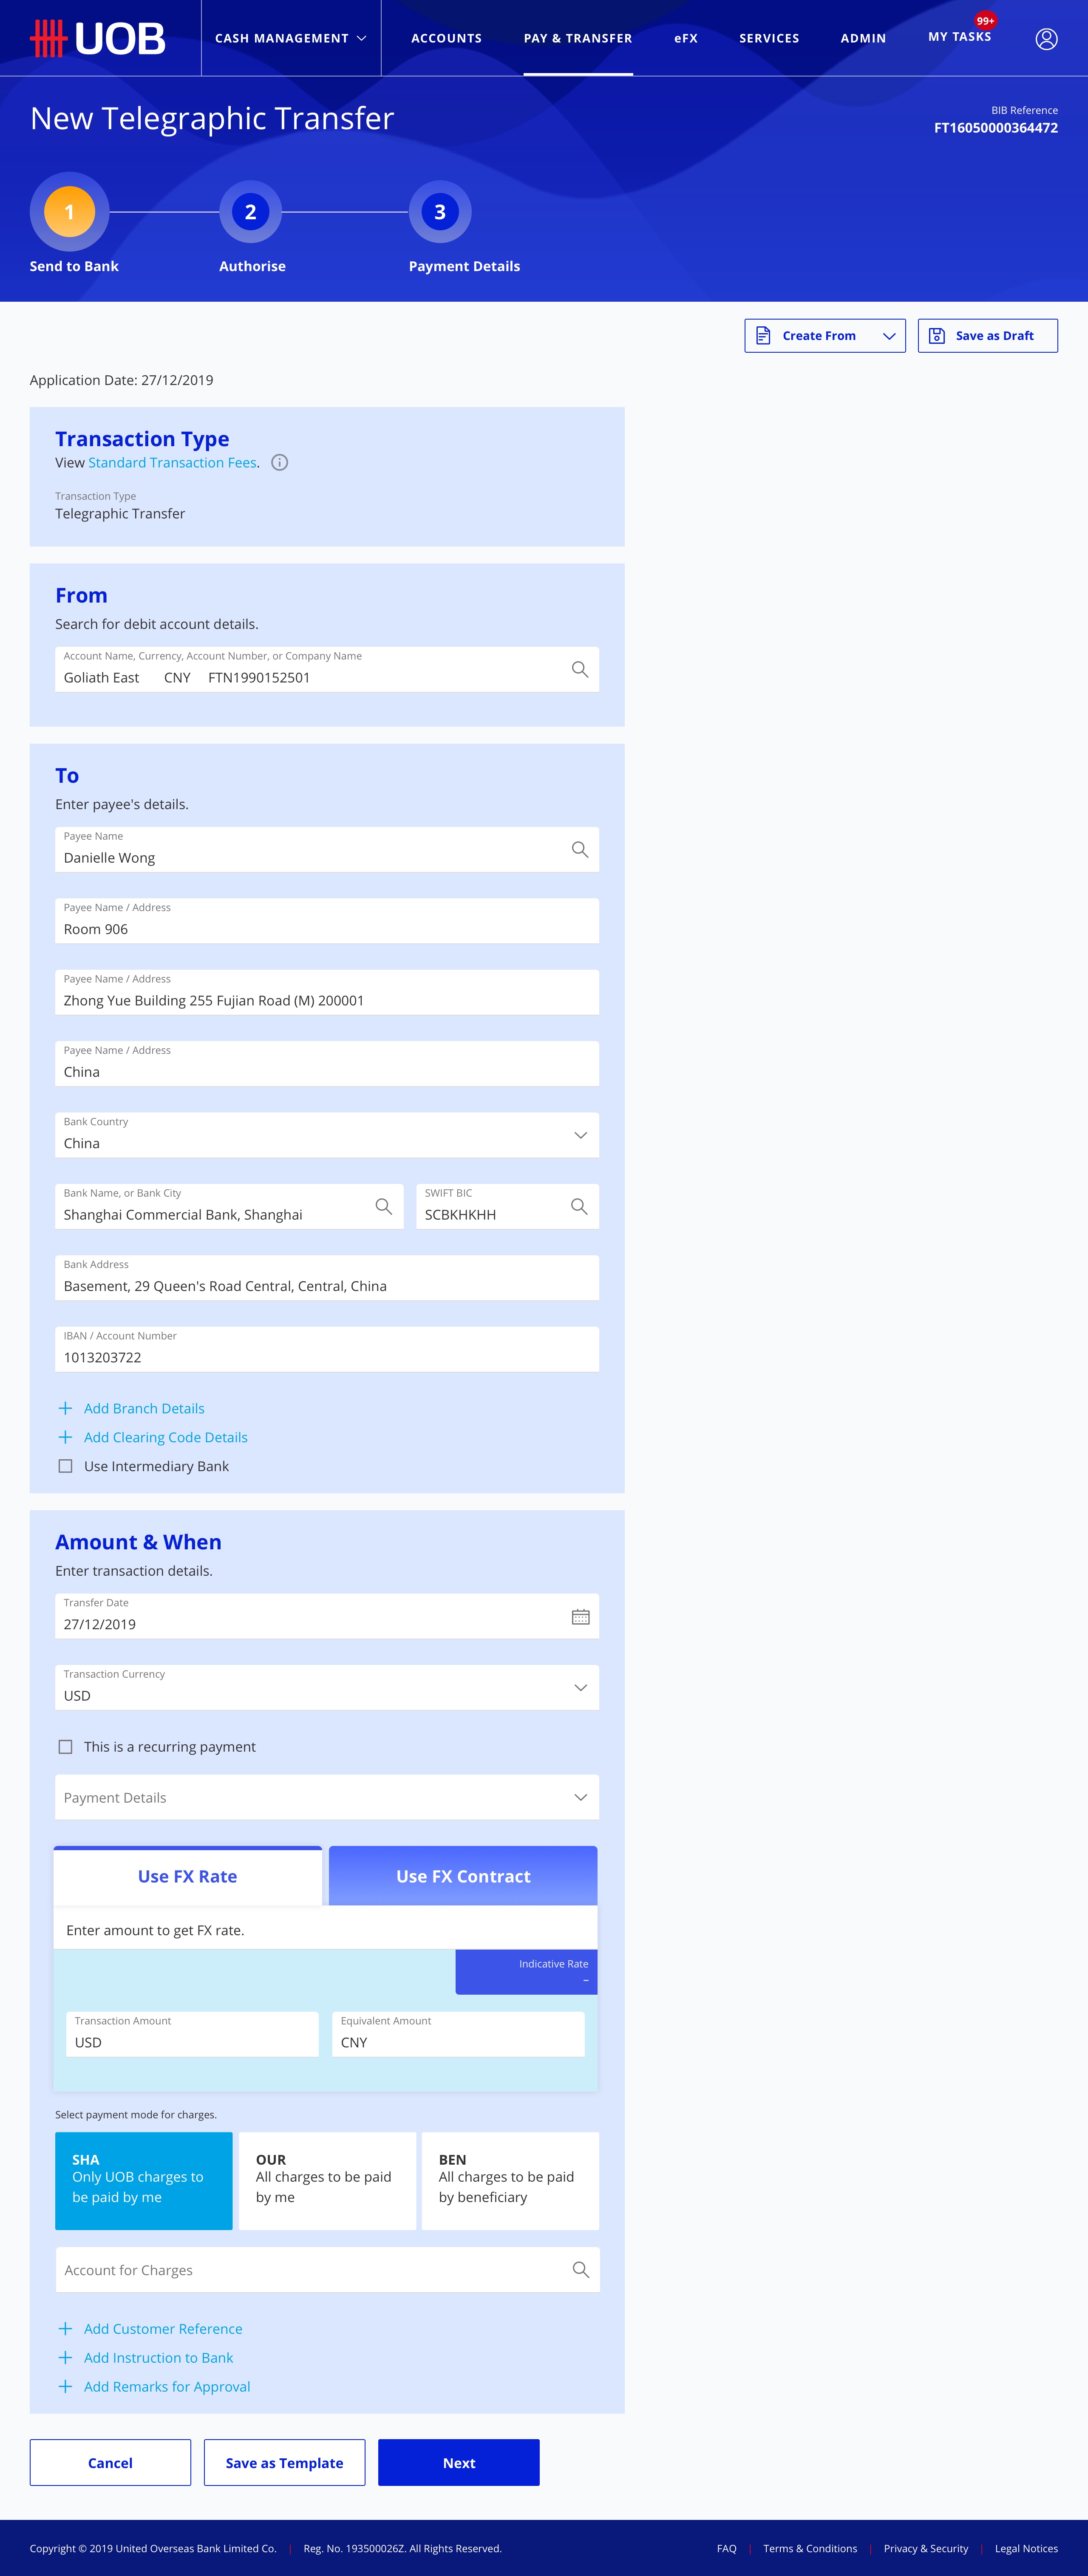 UOB
CASH MANAGEMENT
ACCOUNTS
PAY & TRANSFER
eFX
SERVICES
ADMIN
MY TASKS
99+
New Telegraphic Transfer
BIB Reference
FT16050000364472
1
2
3
Send to Bank
Authorise
Payment Details
Create From
Save as Draft
Application Date: 27/12/2019
Transaction Type
View Standard Transaction Fees.
Transaction Type
Telegraphic Transfer
From
Search for debit account details.
Account Name, Currency, Account Number, or Company Name
Goliath East CNY FTN1990152501
To
Enter payee's details.
Payee Name
Danielle Wong
Payee Name / Address
Room 906
Payee Name / Address
Zhong Yue Building 255 Fujian Road (M) 200001
Payee Name / Address
China
Bank Country
China
Bank Name, or Bank City
Shanghai Commercial Bank, Shanghai
SWIFT BIC
SCBKHKHH
Bank Address
Basement, 29 Queen's Road Central, Central, China
IBAN / Account Number
1013203722
Add Branch Details
Add Clearing Code Details
Use Intermediary Bank
Amount & When
Enter transaction details.
Transfer Date
27/12/2019
Transaction Currency
USD
This is a recurring payment
Payment Details
Use FX Rate
Use FX Contract
Enter amount to get FX rate.
Indicative Rate
–
Transaction Amount
USD
Equivalent Amount
CNY
Select payment mode for charges.
SHA
Only UOB charges to
be paid by me
OUR
All charges to be paid
by me
BEN
All charges to be paid
by beneficiary
Account for Charges
Add Customer Reference
Add Instruction to Bank
Add Remarks for Approval
Cancel
Save as Template
Next
Copyright © 2019 United Overseas Bank Limited Co. | Reg. No. 193500026Z. All Rights Reserved.
FAQ | Terms & Conditions | Privacy & Security | Legal Notices